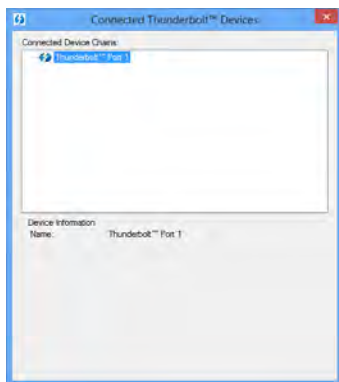 Connected Thunderbolt™ Devices
Connected Device Chains:
Thunderbolt™ Port 1
Device Information
Name: Thunderbolt™ Port 1